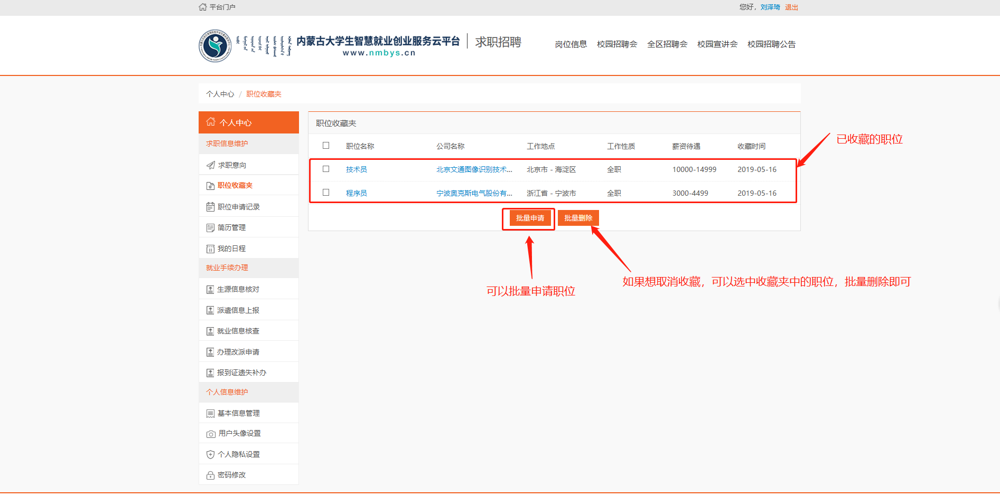 平台门户
您好，刘泽琦 退出
内蒙古大学生智慧就业创业服务云平台
www.nmbys.cn
求职招聘
岗位信息 校园招聘会 全区招聘会 校园宣讲会 校园招聘公告
个人中心 / 职位收藏夹
个人中心
求职信息维护
求职意向
职位收藏夹
职位申请记录
简历管理
我的日程
就业手续办理
生源信息核对
派遣信息上报
就业信息核查
办理改派申请
报到证遗失补办
个人信息维护
基本信息管理
用户头像设置
个人隐私设置
密码修改
职位收藏夹
职位名称 公司名称 工作地点 工作性质 薪资待遇 收藏时间
技术员 北京文通图像识别技术... 北京市 - 海淀区 全职 10000-14999 2019-05-16
程序员 宁波奥克斯电气股份有... 浙江省 - 宁波市 全职 3000-4499 2019-05-16
批量申请 批量删除
已收藏的职位
可以批量申请职位
如果想取消收藏，可以选中收藏夹中的职位，批量删除即可